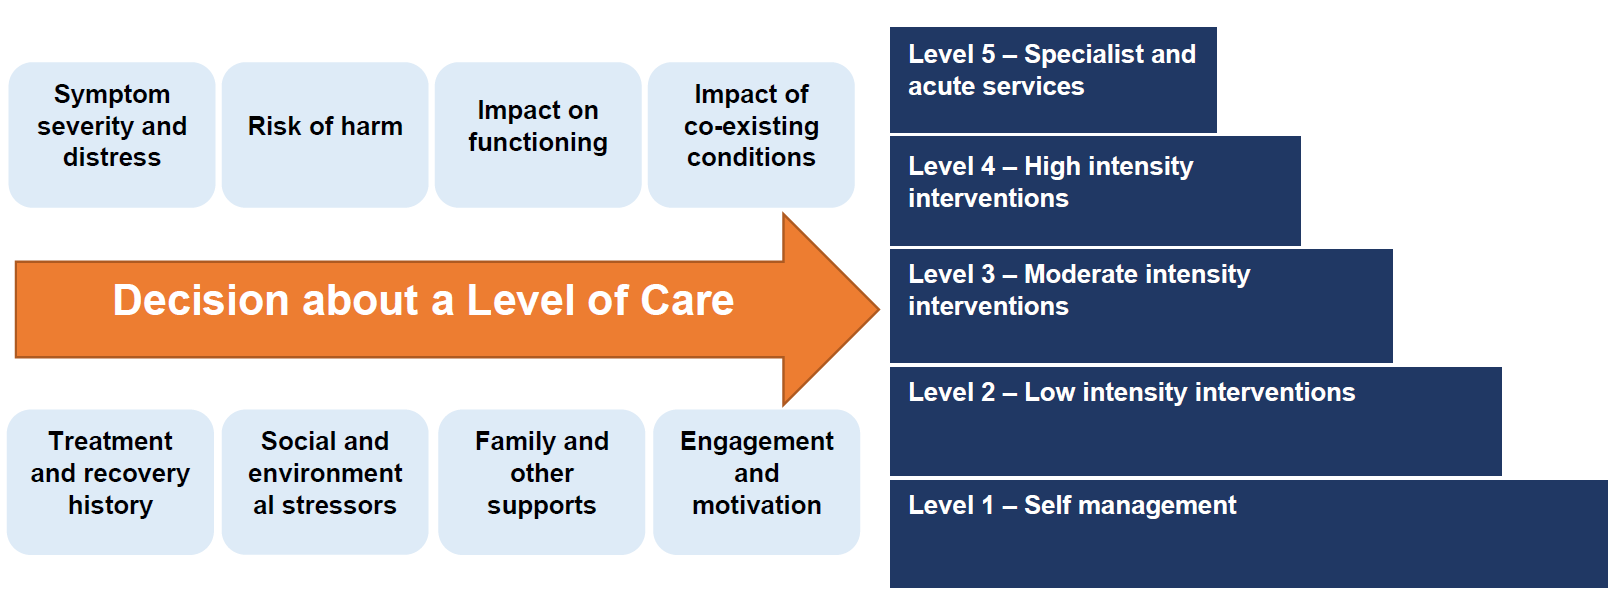 Symptom
severity and
distress
Risk of harm
Impact on
functioning
Impact of
co-existing
conditions
Decision about a Level of Care
Treatment
and recovery
history
Social and
environment
al stressors
Family and
other
supports
Engagement
and
motivation
Level 5 – Specialist and
acute services
Level 4 – High intensity
interventions
Level 3 – Moderate intensity
interventions
Level 2 – Low intensity interventions
Level 1 – Self management